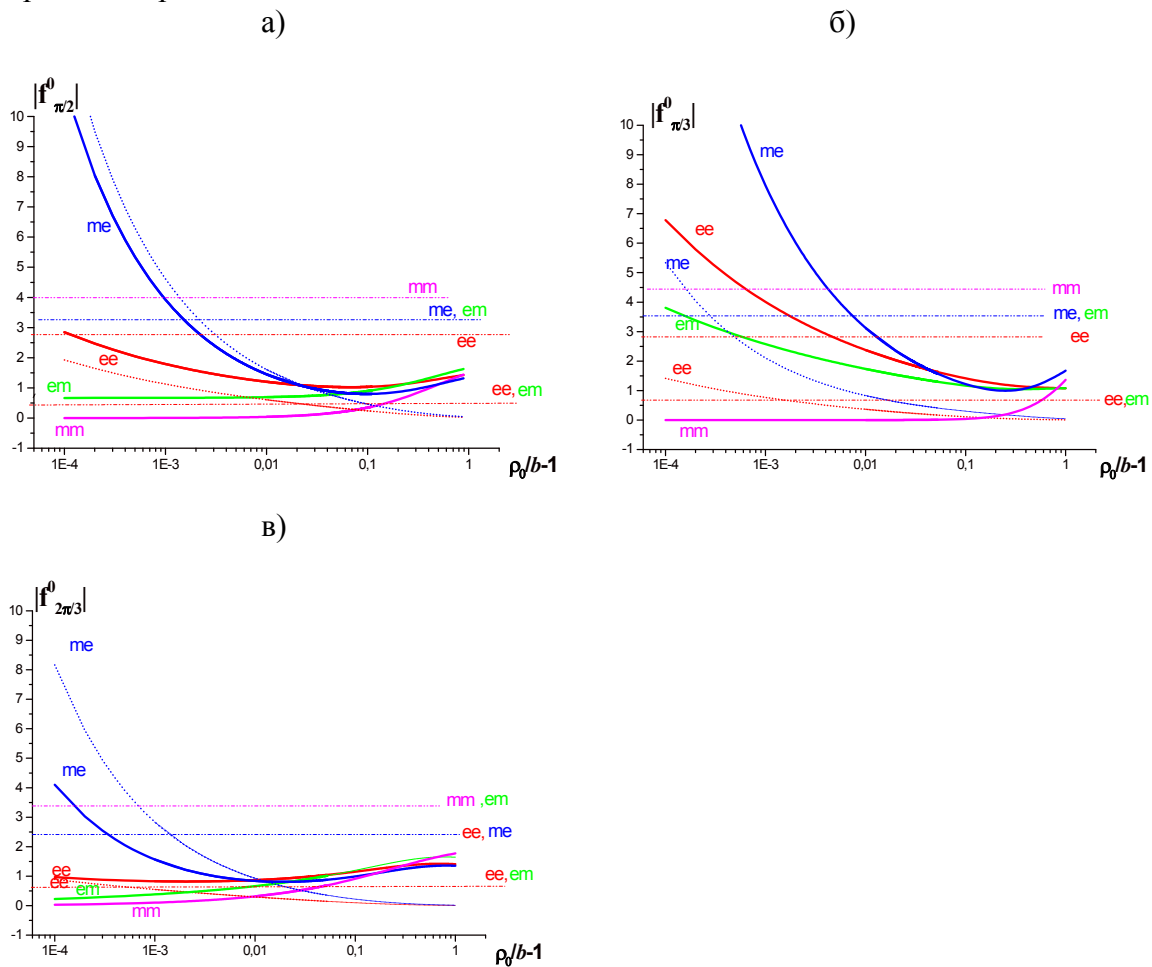 а)
|f⁰π/2|
10
9
8
7
6
5
4
3
2
1
0
-1
me
mm
me, em
ee
ee
ee, em
em
mm
1E-4
1E-3
0,01
0,1
1
ρ₀/b-1
б)
|f⁰π/3|
10
9
8
7
6
5
4
3
2
1
0
-1
me
ee
me
mm
me, em
em
ee
ee
ee,em
mm
1E-4
1E-3
0,01
0,1
1
ρ₀/b-1
в)
|f⁰2π/3|
10
9
8
7
6
5
4
3
2
1
0
-1
me
me
mm ,em
ee, me
ee
ee
ee, em
em
mm
1E-4
1E-3
0,01
0,1
1
ρ₀/b-1